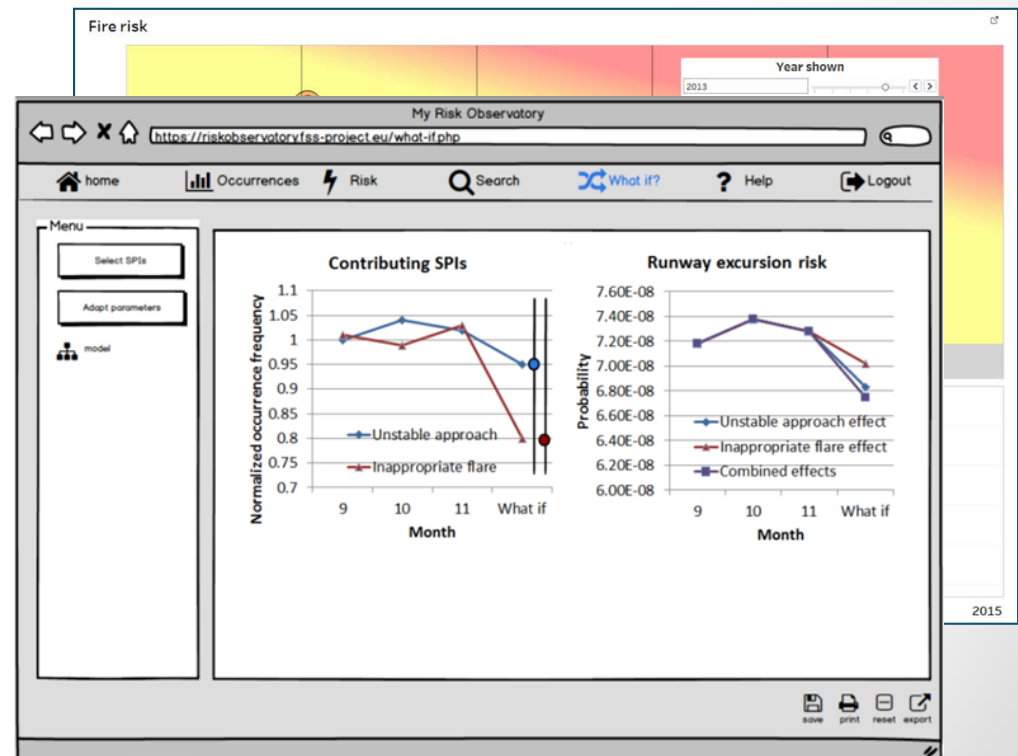 Fire risk
Year shown
2013
My Risk Observatory
https://riskobservatory.fss-project.eu/what-if.php
home
Occurrences
Risk
Search
What if?
Help
Logout
Menu
Select SPIs
Adapt parameters
model
Contributing SPIs
Normalized occurrence frequency
1.1
1.05
1
0.95
0.9
0.85
0.8
0.75
0.7
Unstable approach
Inappropriate flare
9 10 11 What if
Month
Runway excursion risk
Probability
7.60E-08
7.40E-08
7.20E-08
7.00E-08
6.80E-08
6.60E-08
6.40E-08
6.20E-08
6.00E-08
Unstable approach effect
Inappropriate flare effect
Combined effects
9 10 11 What if
Month
2015
save print reset export